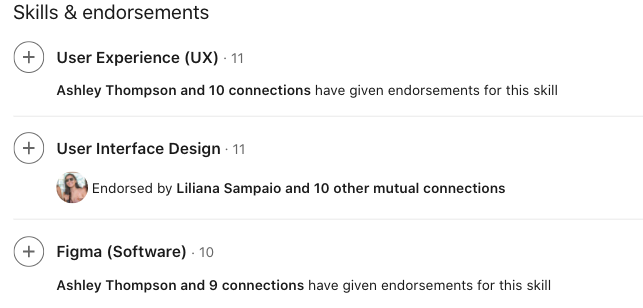 Skills & endorsements
User Experience (UX) · 11
Ashley Thompson and 10 connections have given endorsements for this skill
User Interface Design · 11
Endorsed by Liliana Sampaio and 10 other mutual connections
Figma (Software) · 10
Ashley Thompson and 9 connections have given endorsements for this skill